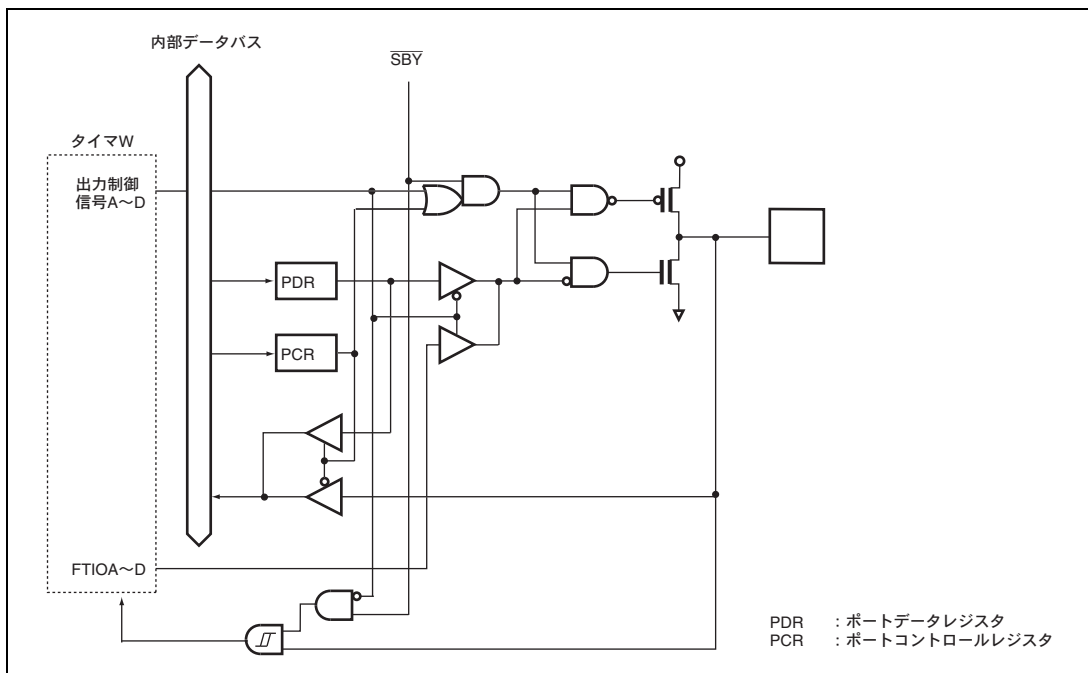 内部データバス
SBY
タイマW
出力制御
信号A~D
PDR
PCR
FTIOA~D
PDR :ポートデータレジスタ
PCR :ポートコントロールレジスタ